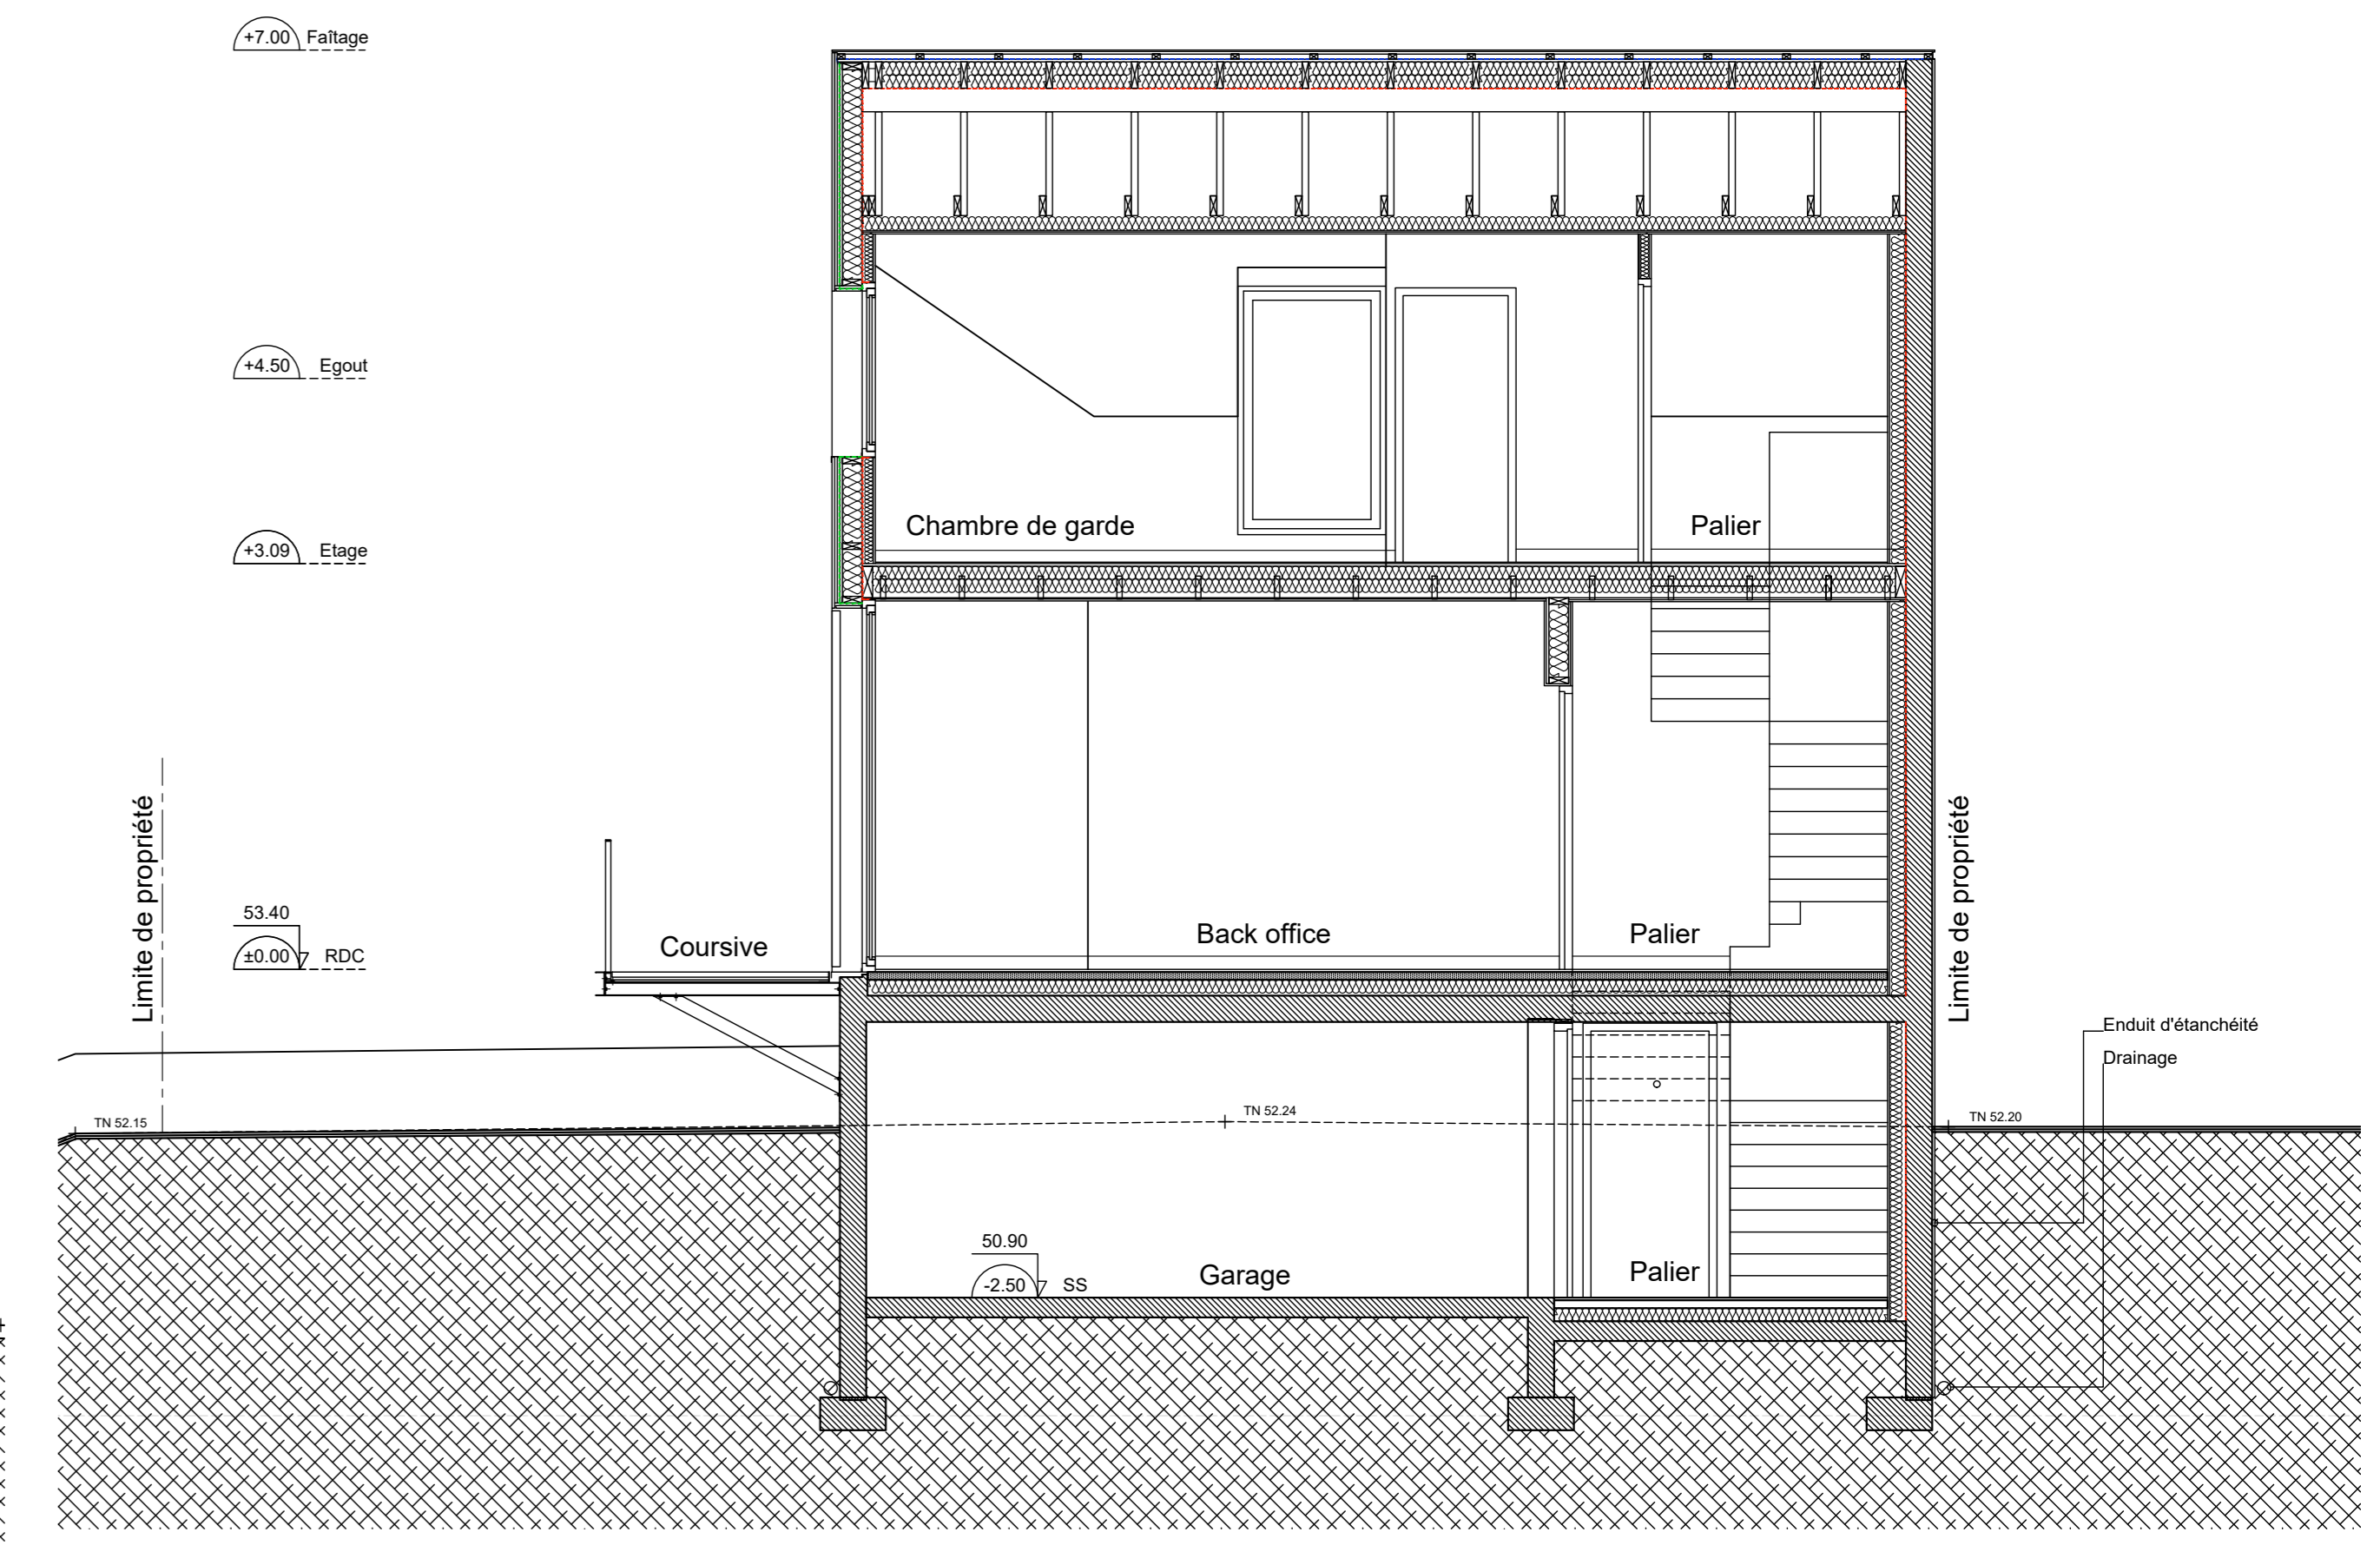 +7.00 Faîtage
+4.50 Egout
Chambre de garde
Palier
+3.09 Etage
Limite de propriété
Limite de propriété
53.40
±0.00 RDC
Coursive
Back office
Palier
Enduit d'étanchéité
Drainage
TN 52.15
TN 52.24
TN 52.20
50.90
-2.50 SS
Garage
Palier